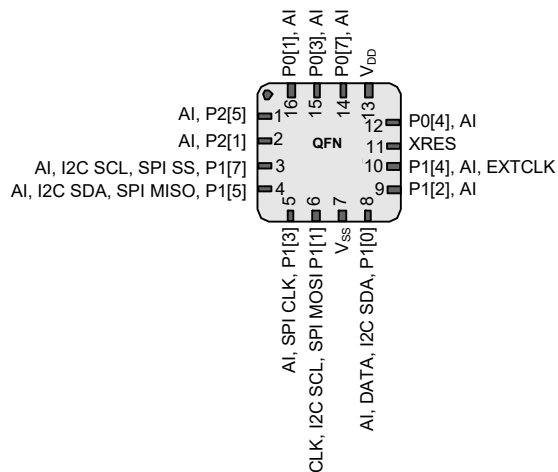 P0[1], AI
P0[3], AI
P0[7], AI
VDD
16
15
14
13
AI, P2[5]
1
AI, P2[1]
2
AI, I2C SCL, SPI SS, P1[7]
3
AI, I2C SDA, SPI MISO, P1[5]
4
QFN
12
P0[4], AI
11
XRES
10
P1[4], AI, EXTCLK
9
P1[2], AI
5
6
7
8
AI, SPI CLK, P1[3]
CLK, I2C SCL, SPI MOSI P1[1]
VSS
AI, DATA, I2C SDA, P1[0]